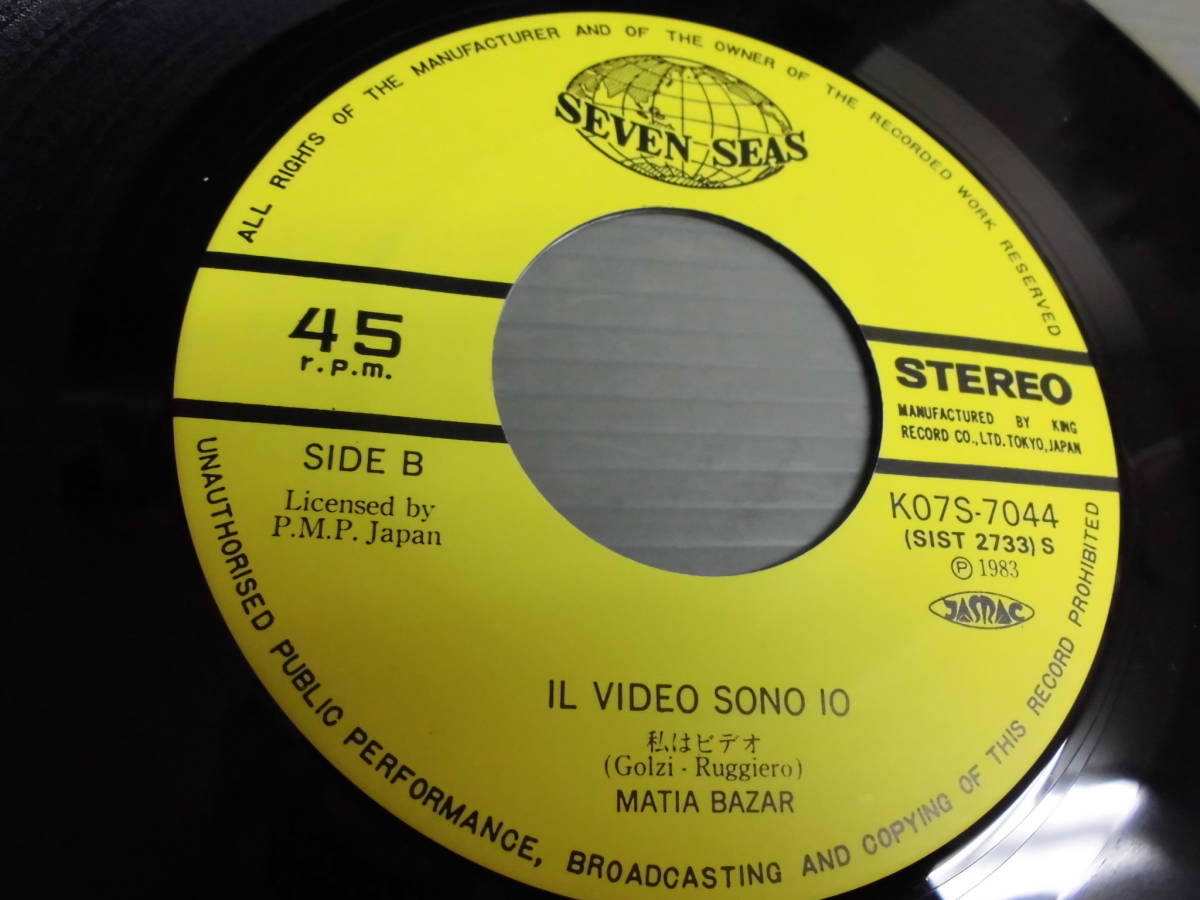 ALL RIGHTS OF THE MANUFACTURER AND OF THE OWNER OF THE RECORDED WORK RESERVED
SEVEN SEAS
45
r.p.m.
STEREO
MANUFACTURED BY KING
RECORD CO., LTD. TOKYO, JAPAN
SIDE B
Licensed by
P.M.P. Japan
K07S-7044
(SIST 2733) S
Ⓟ 1983
JASRAC
IL VIDEO SONO IO
私はビデオ
(Golzi - Ruggiero)
MATIA BAZAR
UNAUTHORISED PUBLIC PERFORMANCE, BROADCASTING AND COPYING OF THIS RECORD PROHIBITED